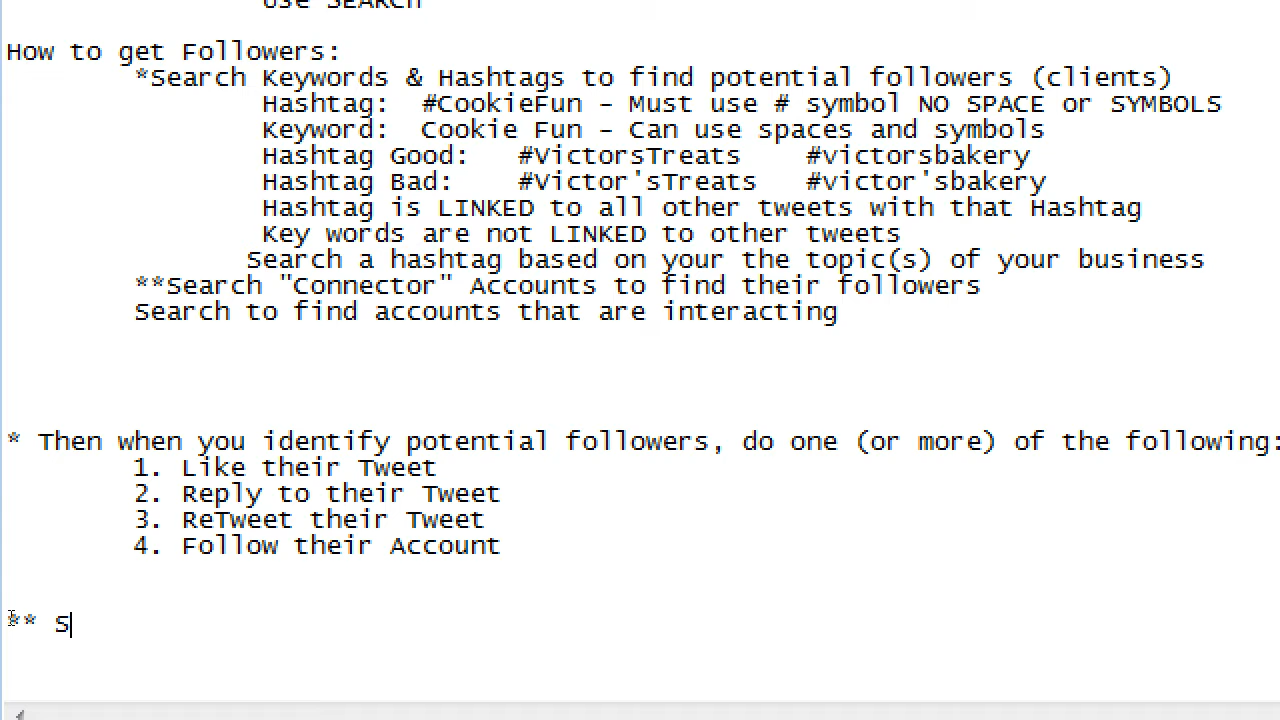 use SEARCH
How to get Followers:
*Search Keywords & Hashtags to find potential followers (clients)
Hashtag: #CookieFun - Must use # symbol NO SPACE or SYMBOLS
Keyword: Cookie Fun - Can use spaces and symbols
Hashtag Good: #VictorsTreats #victorsbakery
Hashtag Bad: #Victor'sTreats #victor'sbakery
Hashtag is LINKED to all other tweets with that Hashtag
Key words are not LINKED to other tweets
Search a hashtag based on your the topic(s) of your business
**Search "Connector" Accounts to find their followers
Search to find accounts that are interacting
* Then when you identify potential followers, do one (or more) of the following:
1. Like their Tweet
2. Reply to their Tweet
3. ReTweet their Tweet
4. Follow their Account
** S